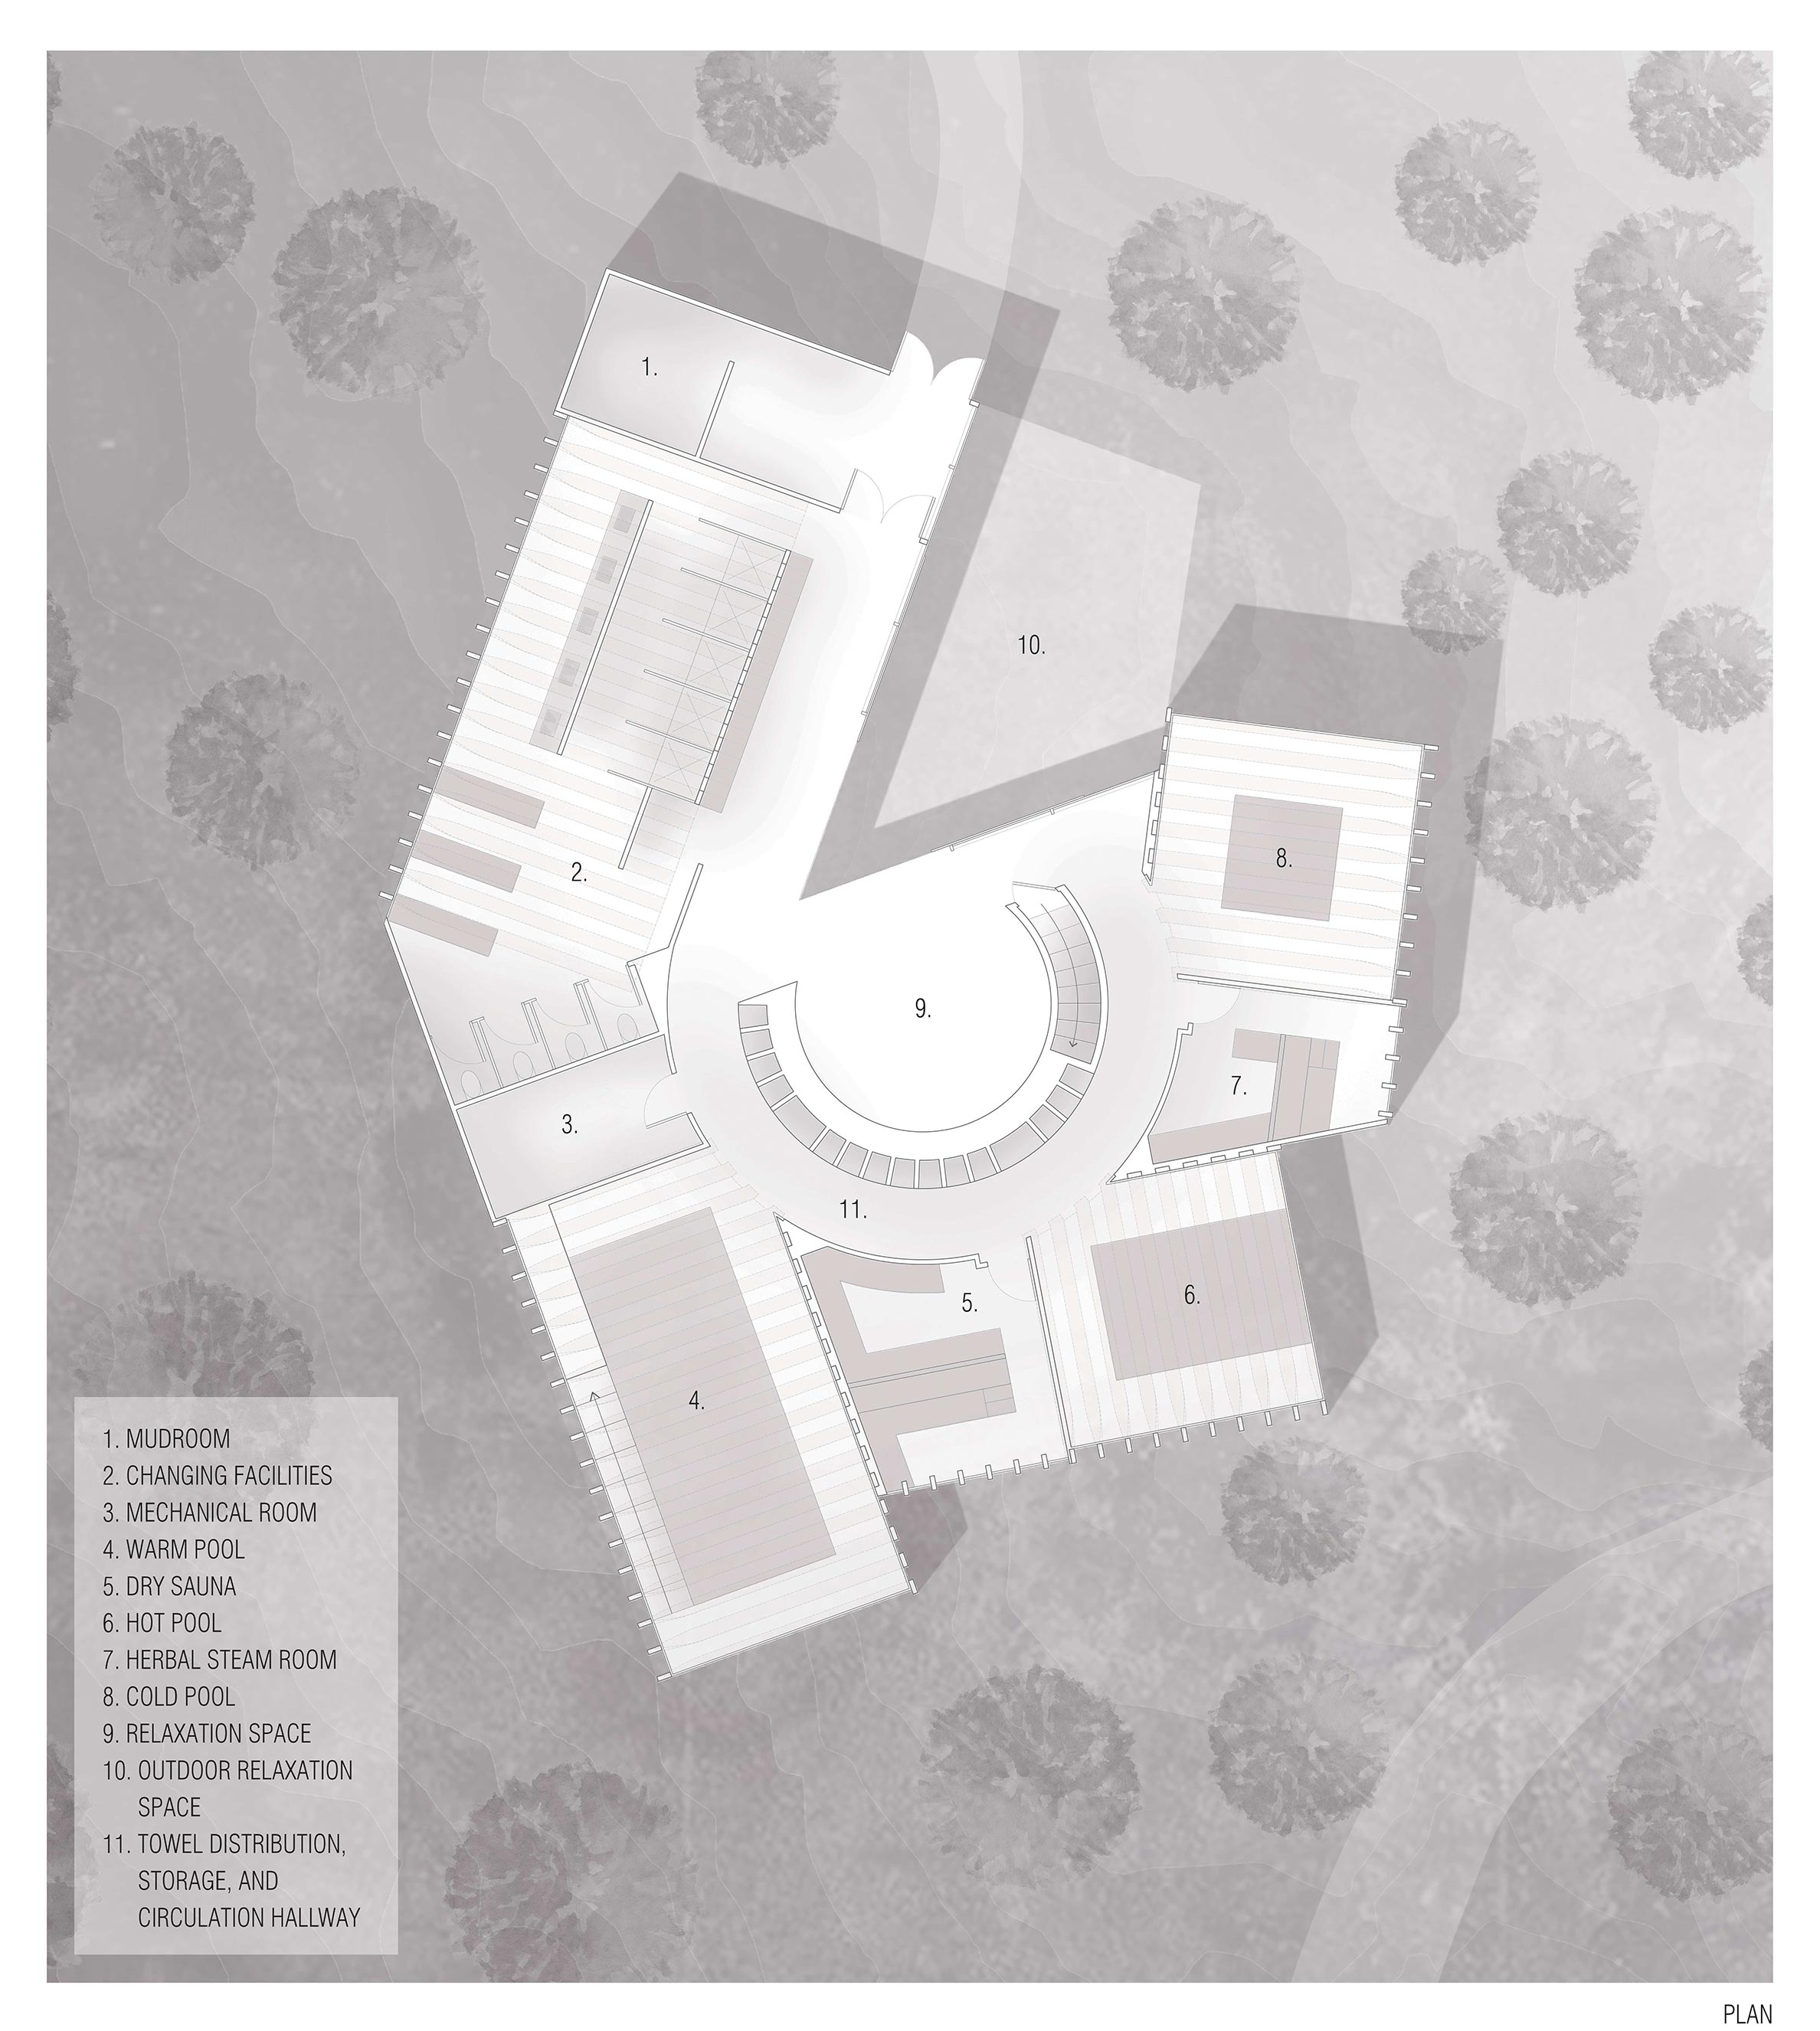 1.
10.
2.
8.
9.
7.
3.
11.
5.
6.
4.
1. MUDROOM
2. CHANGING FACILITIES
3. MECHANICAL ROOM
4. WARM POOL
5. DRY SAUNA
6. HOT POOL
7. HERBAL STEAM ROOM
8. COLD POOL
9. RELAXATION SPACE
10. OUTDOOR RELAXATION
SPACE
11. TOWEL DISTRIBUTION,
STORAGE, AND
CIRCULATION HALLWAY
PLAN